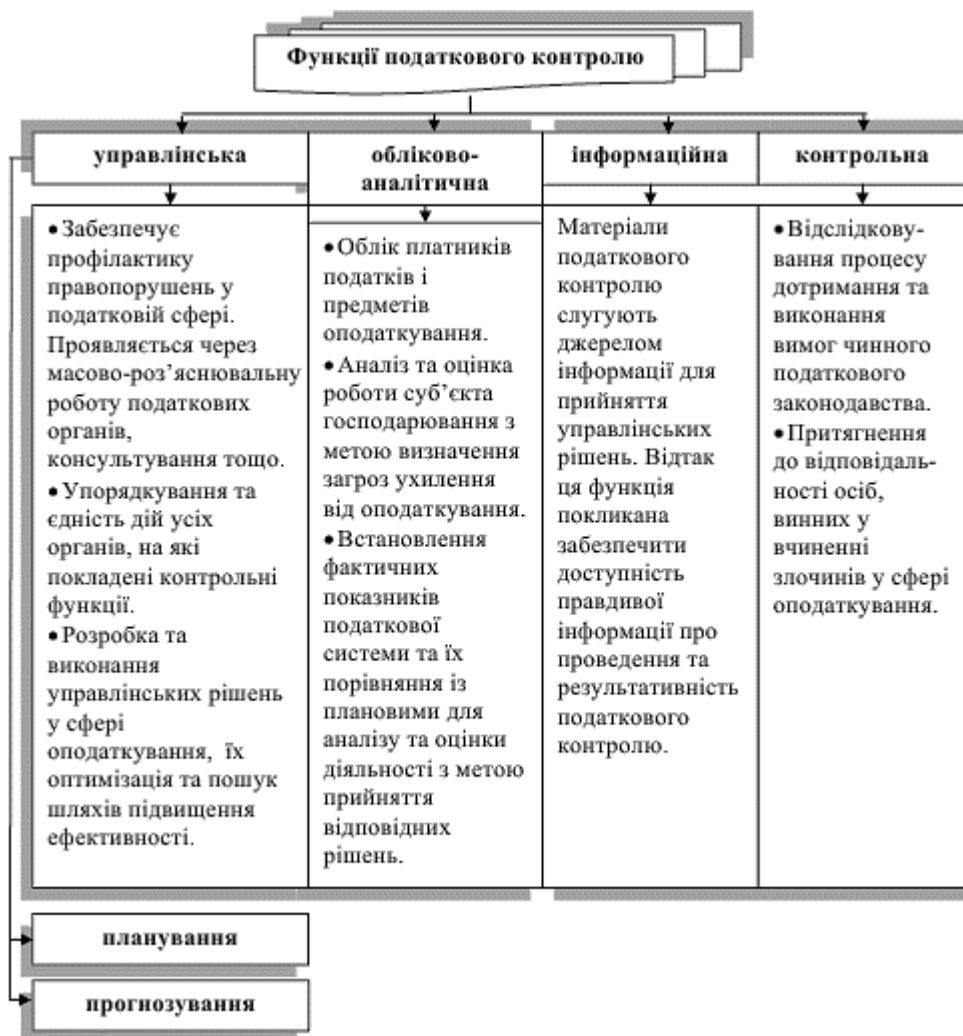 Функції податкового контролю
управлінська
обліково-
аналітична
інформаційна
контрольна
•Забезпечує
профілактику
правопорушень у
податковій сфері.
Проявляється через
масово-роз’яснювальну
роботу податкових
органів,
консультування тощо.
•Упорядкування та
єдність дій усіх
органів, на які
покладені контрольні
функції.
•Розробка та
виконання
управлінських рішень
у сфері
оподаткування, їх
оптимізація та пошук
шляхів підвищення
ефективності.
•Облік платників
податків і
предметів
оподаткування.
•Аналіз та оцінка
роботи суб’єкта
господарювання з
метою визначення
загроз ухилення
від оподаткування.
•Встановлення
фактичних
показників
податкової
системи та їх
порівняння із
плановими для
аналізу та оцінки
діяльності з метою
прийняття
відповідних
рішень.
Матеріали
податкового
контролю
слугують
джерелом
інформації для
прийняття
управлінських
рішень. Відтак
ця функція
покликана
забезпечити
доступність
правдивої
інформації про
проведення та
результативність
податкового
контролю.
•Відслідкову-
вання процесу
дотримання та
виконання
вимог чинного
податкового
законодавства.
•Притягнення
до відповідаль-
ності осіб,
винних у
вчиненні
злочинів у сфері
оподаткування.
планування
прогнозування